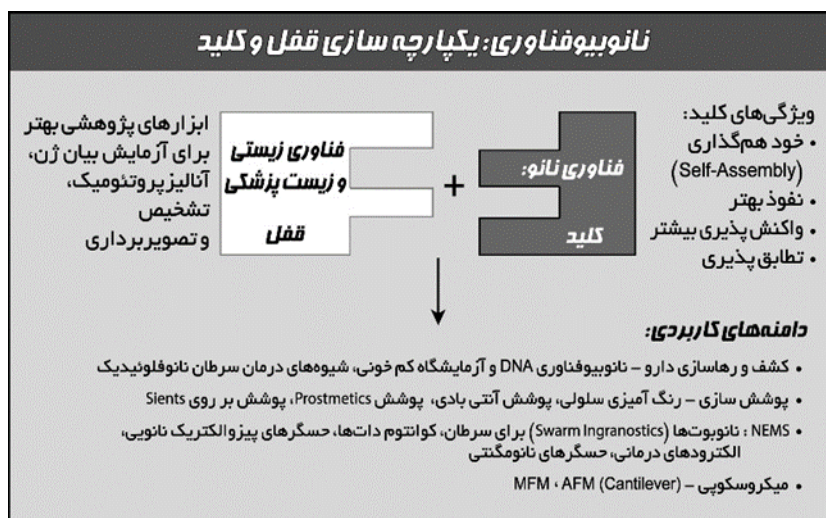 نانوبیوفناوری: یکپارچه سازی قفل و کلید
ویژگی‌های کلید:
• خود هم‌گذاری
(Self-Assembly)
• نفوذ بهتر
• واکنش پذیری بیشتر
• تطابق پذیری
فناوری نانو:
کلید
+
فناوری زیستی
و زیست پزشکی
قفل
ابزارهای پژوهشی بهتر
برای آزمایش بیان ژن،
آنالیز پروتئومیک،
تشخیص
و تصویربرداری
دامنه‌های کاربردی:
• کشف و رهاسازی دارو – نانوبیوفناوری DNA و آزمایشگاه کم خونی، شیوه‌های درمان سرطان نانوفلوئیدیک
• پوشش سازی – رنگ آمیزی سلولی، پوشش آنتی بادی، پوشش Prostmetics، پوشش بر روی Sients
• NEMS : نانوبوت‌ها (Swarm Ingranostics) برای سرطان، کوانتوم دات‌ها، حسگرهای پیزوالکتریک نانویی،
الکترودهای درمانی، حسگرهای نانومگنتی
• میکروسکوپی – MFM ، AFM (Cantilever)